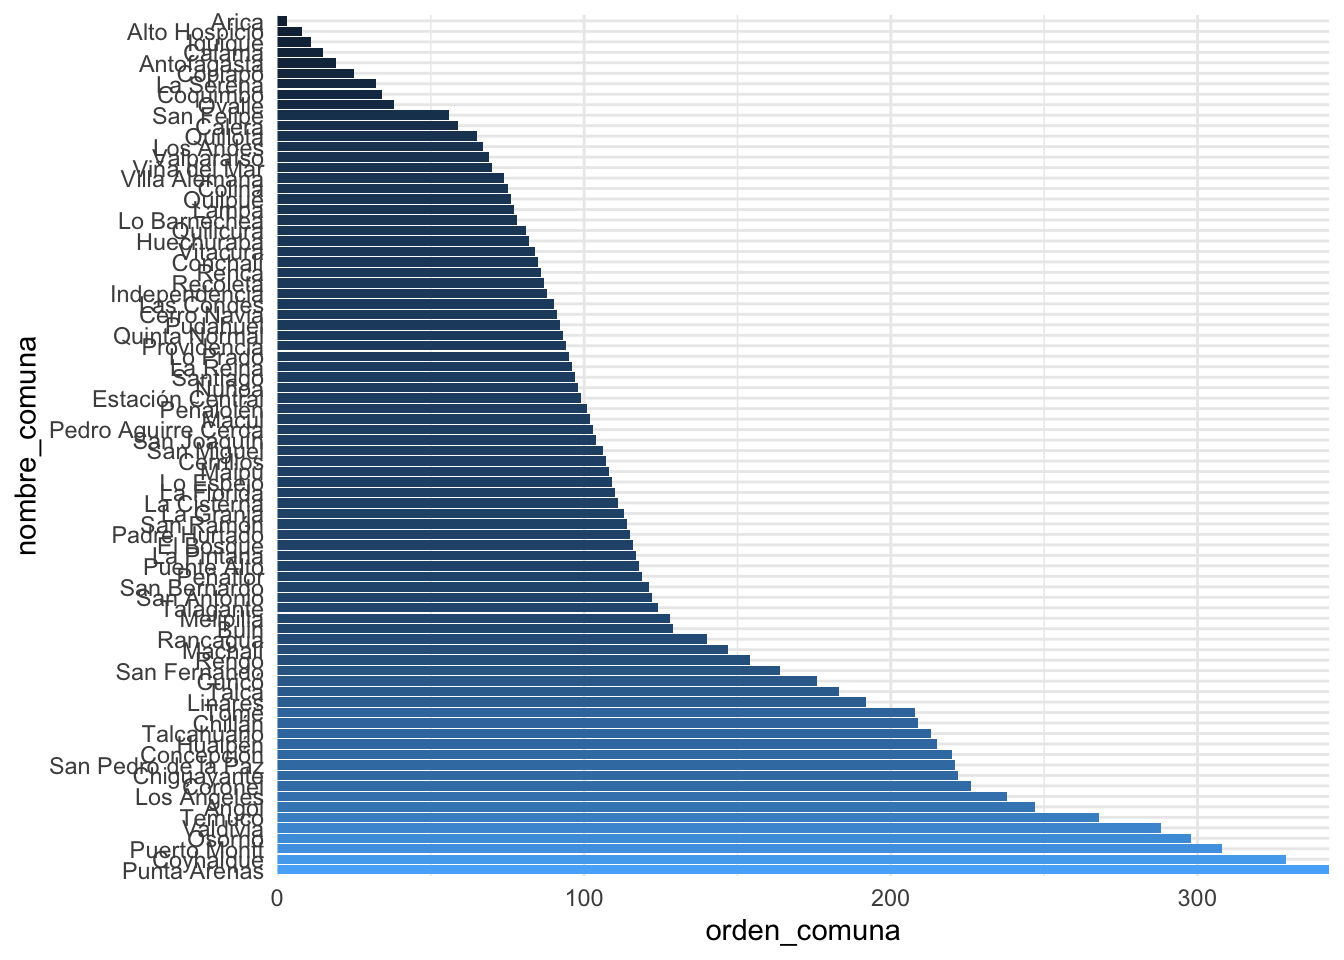 Arica
Alto Hospicio
Iquique
Calama
Antofagasta
Copiapó
La Serena
Coquimbo
Ovalle
San Felipe
Calera
Quillota
Los Andes
Valparaíso
Viña del Mar
Villa Alemana
Colina
Quilpué
Lampa
Lo Barnechea
Quilicura
Huechuraba
Vitacura
Conchalí
Renca
Recoleta
Independencia
Las Condes
Cerro Navia
Pudahuel
Quinta Normal
Providencia
Lo Prado
La Reina
Santiago
Ñuñoa
Estación Central
Peñalolén
Macul
Pedro Aguirre Cerda
San Joaquín
San Miguel
Cerrillos
Maipú
Lo Espejo
La Florida
La Cisterna
La Granja
San Ramón
Padre Hurtado
El Bosque
La Pintana
Puente Alto
Peñaflor
San Bernardo
San Antonio
Talagante
Melipilla
Buin
Rancagua
Machalí
Rengo
San Fernando
Curicó
Talca
Linares
Tomé
Chillán
Talcahuano
Hualpén
Concepción
San Pedro de la Paz
Chiguayante
Coronel
Los Ángeles
Angol
Temuco
Valdivia
Osorno
Puerto Montt
Coyhaique
Punta Arenas
nombre_comuna
0 100 200 300
orden_comuna